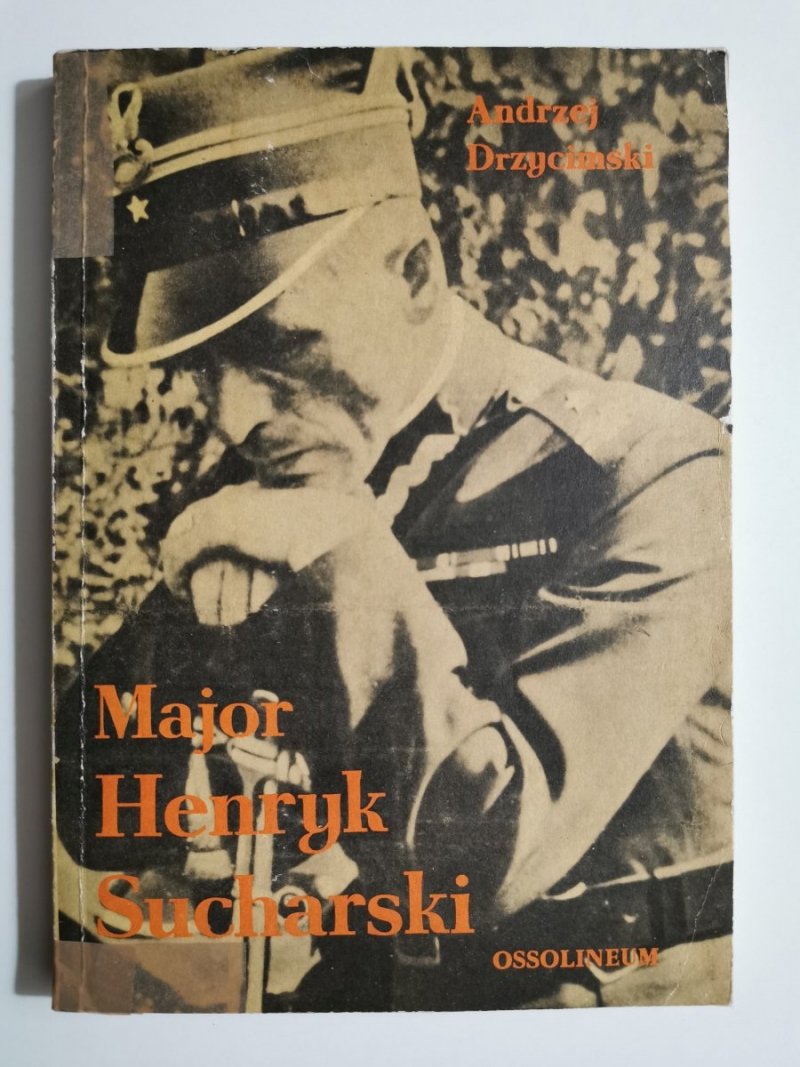 Andrzej
Drzycimski
Major
Henryk
Sucharski
OSSOLINEUM